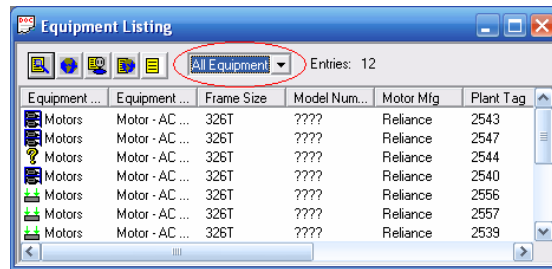 Equipment Listing
All Equipment Entries: 12
Equipment ... Equipment ... Frame Size Model Num... Motor Mfg Plant Tag
Motors Motor - AC ... 326T ???? Reliance 2543
Motors Motor - AC ... 326T ???? Reliance 2547
Motors Motor - AC ... 326T ???? Reliance 2544
Motors Motor - AC ... 326T ???? Reliance 2540
Motors Motor - AC ... 326T ???? Reliance 2556
Motors Motor - AC ... 326T ???? Reliance 2557
Motors Motor - AC ... 326T ???? Reliance 2539